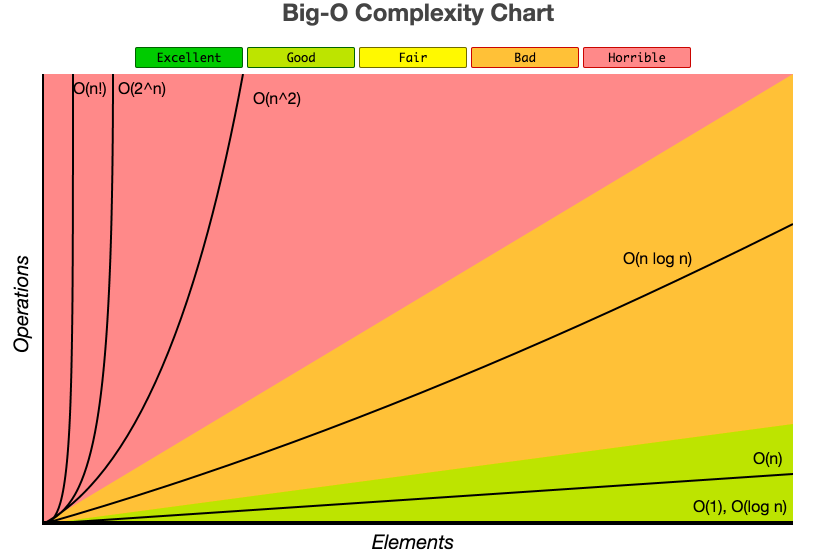 Big-O Complexity Chart
Excellent Good Fair Bad Horrible
O(n!) O(2^n)
O(n^2)
O(n log n)
O(n)
O(1), O(log n)
Operations
Elements